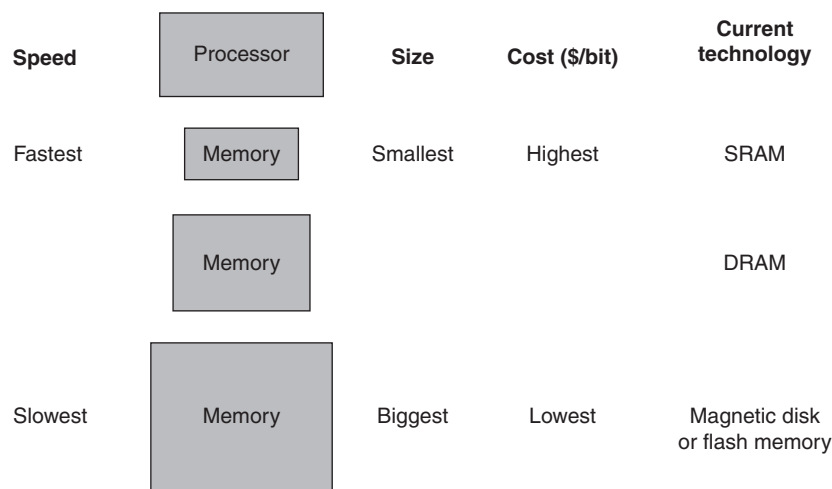 Speed
Processor
Size
Cost ($/bit)
Current
technology
Fastest
Memory
Smallest
Highest
SRAM
Memory
DRAM
Slowest
Memory
Biggest
Lowest
Magnetic disk
or flash memory